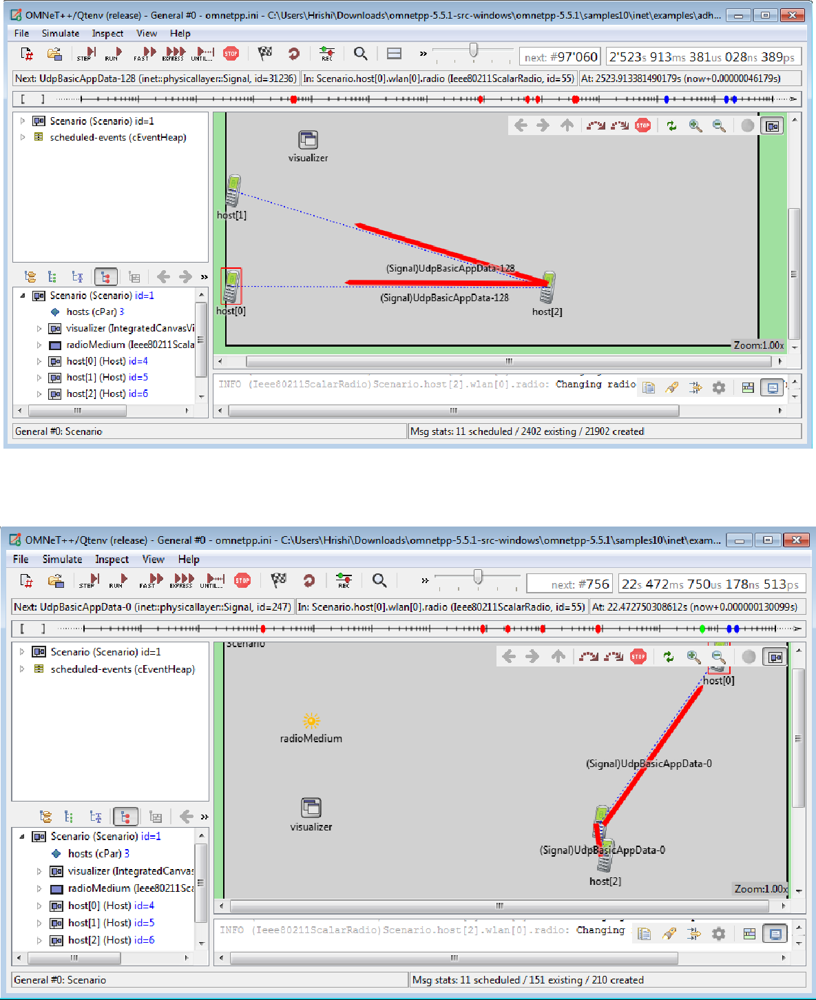 OMNeT++/Qtenv (release) - General #0 - omnetpp.ini - C:\Users\Hrishi\Downloads\omnetpp-5.5.1-src-windows\omnetpp-5.5.1\samples10\inet\examples\adh...
File Simulate Inspect View Help
STEP RUN FAST EXPRESS UNTIL... STOP REC » next: #97'060 2'523s 913ms 381us 028ns 389ps
Next: UdpBasicAppData-128 (inet::physicallayer::Signal, id=31236) In: Scenario.host[0].wlan[0].radio (Ieee80211ScalarRadio, id=55) At: 2523.913381490179s (now+0.00000046179s)
[ ]
Scenario (Scenario) id=1
scheduled-events (cEventHeap)
STOP
visualizer
host[1]
(Signal)UdpBasicAppData-128
(Signal)UdpBasicAppData-128
host[0]
host[2]
Zoom:1.00x
»
Scenario (Scenario) id=1
hosts (cPar) 3
visualizer (IntegratedCanvasVi
radioMedium (Ieee80211Scala
host[0] (Host) id=4
host[1] (Host) id=5
host[2] (Host) id=6
INFO (Ieee80211ScalarRadio)Scenario.host[2].wlan[0].radio: Changing radio
General #0: Scenario Msg stats: 11 scheduled / 2402 existing / 21902 created
OMNeT++/Qtenv (release) - General #0 - omnetpp.ini - C:\Users\Hrishi\Downloads\omnetpp-5.5.1-src-windows\omnetpp-5.5.1\samples10\inet\exam...
File Simulate Inspect View Help
STEP RUN FAST EXPRESS UNTIL... STOP REC » next: #756 22s 472ms 750us 178ns 513ps
Next: UdpBasicAppData-0 (inet::physicallayer::Signal, id=247) In: Scenario.host[0].wlan[0].radio (Ieee80211ScalarRadio, id=55) At: 22.472750308612s (now+0.000000130099s)
[ ]
Scenario (Scenario) id=1
scheduled-events (cEventHeap)
Scenario
STOP
host[0]
radioMedium
(Signal)UdpBasicAppData-0
visualizer
(Signal)UdpBasicAppData-0
host[2]
Zoom:1.00x
»
Scenario (Scenario) id=1
hosts (cPar) 3
visualizer (IntegratedCanvas
radioMedium (Ieee80211Sca
host[0] (Host) id=4
host[1] (Host) id=5
host[2] (Host) id=6
INFO (Ieee80211ScalarRadio)Scenario.host[2].wlan[0].radio: Changing
General #0: Scenario Msg stats: 11 scheduled / 151 existing / 210 created